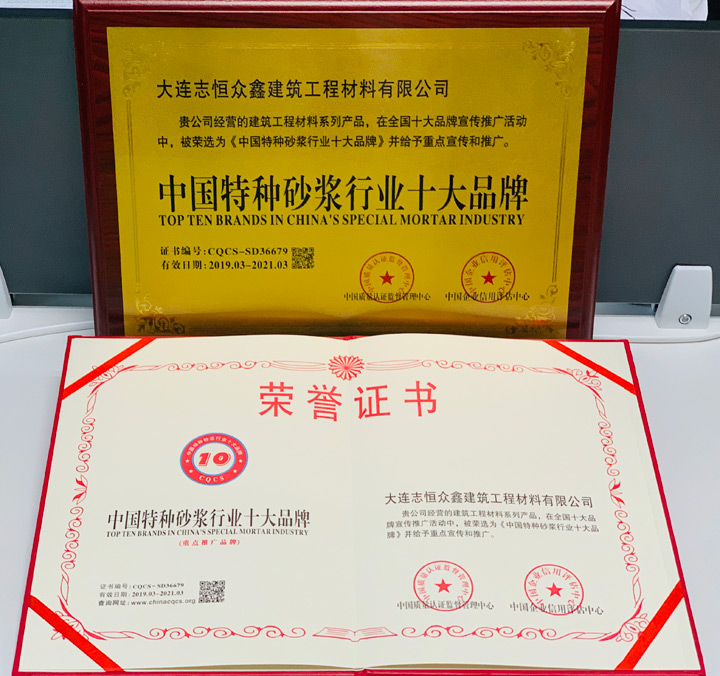 大连志恒众鑫建筑工程材料有限公司
贵公司经营的建筑工程材料系列产品，在全国十大品牌宣传推广活动
中，被荣选为《中国特种砂浆行业十大品牌》并给予重点宣传和推广。
中国特种砂浆行业十大品牌
TOP TEN BRANDS IN CHINA'S SPECIAL MORTAR INDUSTRY
证书编号:CQCS-SD36679
有效日期:2019.03-2021.03
中国质量认证监督管理中心
中国企业信用评估中心
荣誉证书
中国特种砂浆行业十大品牌
10
CQCS
中国特种砂浆行业十大品牌
TOP TEN BRANDS IN CHINA'S SPECIAL MORTAR INDUSTRY
(重点推广品牌)
证书编号:CQCS-SD36679
有效日期:2019.03-2021.03
查询网址:www.chinacqcs.org
大连志恒众鑫建筑工程材料有限公司
贵公司经营的建筑工程材料系列产品，在全国十大品
牌宣传推广活动中，被荣选为《中国特种砂浆行业十大品
牌》并给予重点宣传和推广。
中国质量认证监督管理中心
中国企业信用评估中心